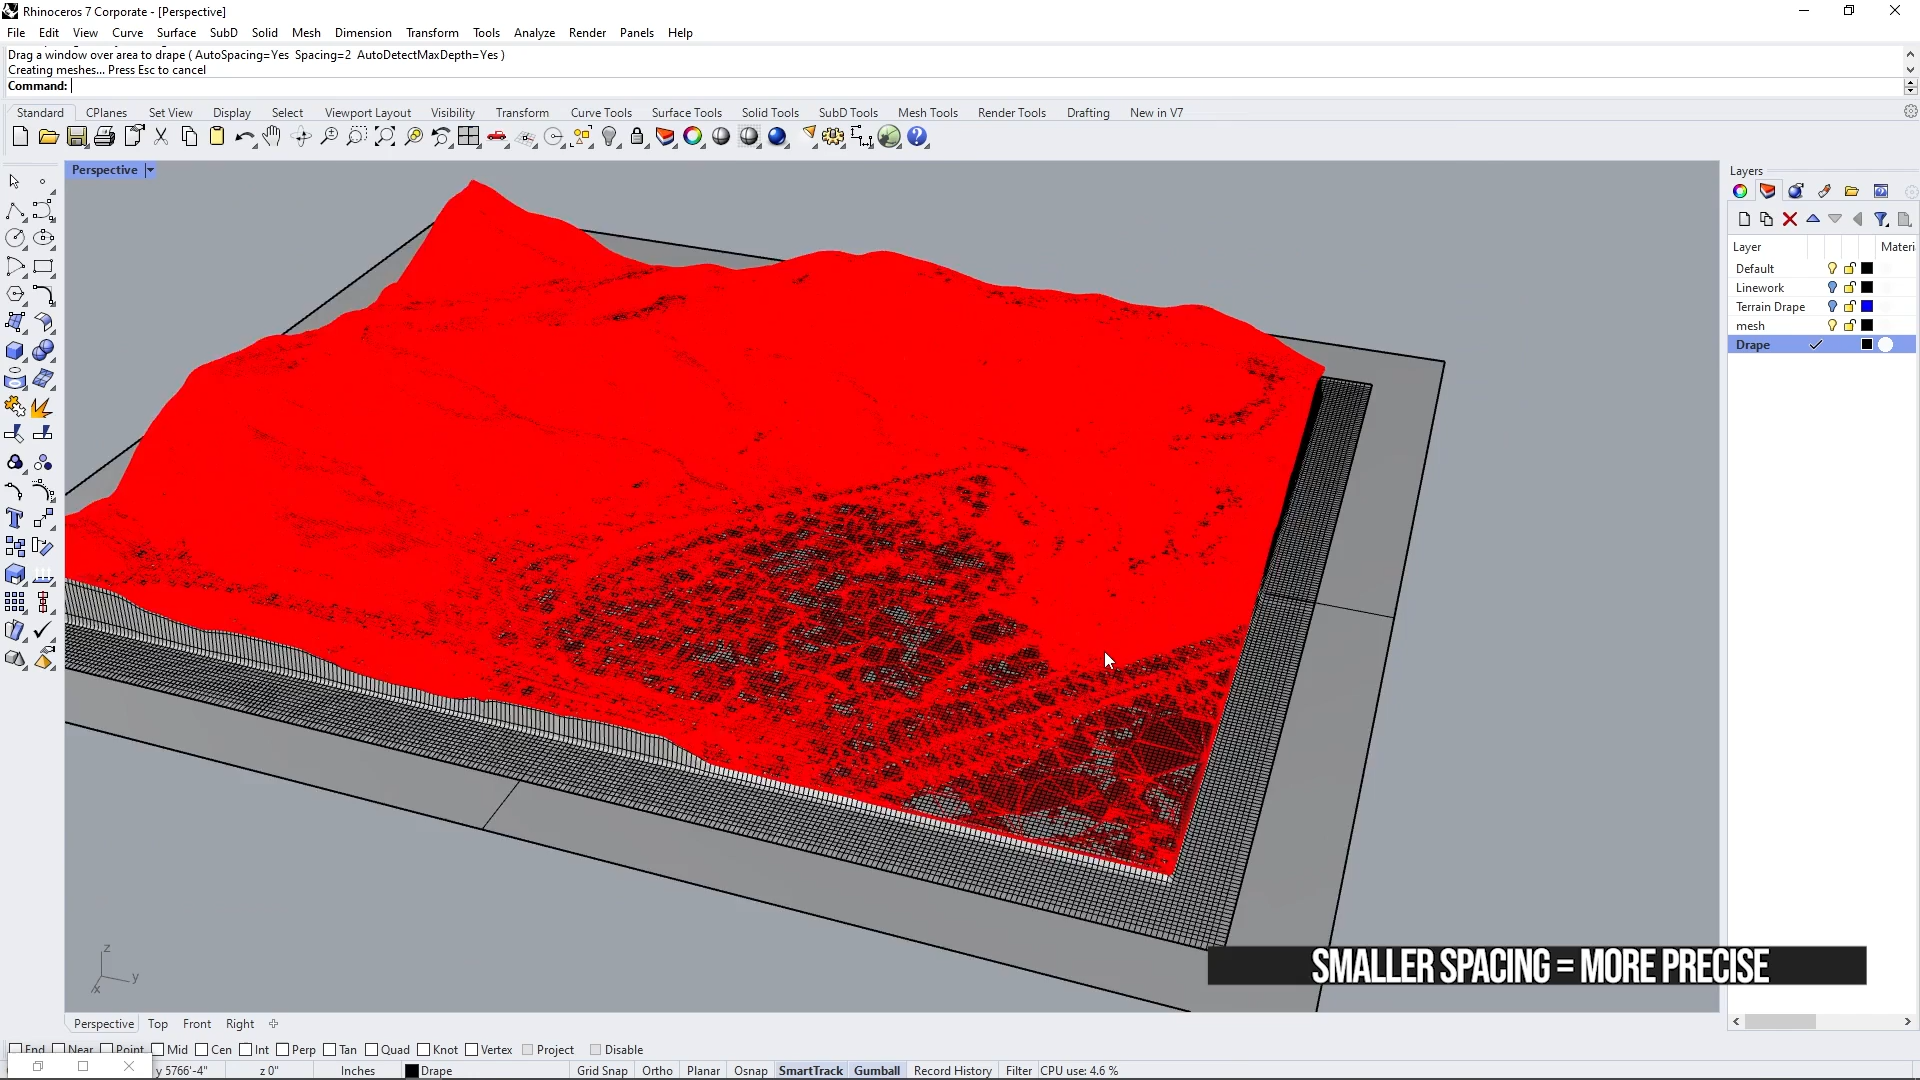 Rhinoceros 7 Corporate - [Perspective]
File Edit View Curve Surface SubD Solid Mesh Dimension Transform Tools Analyze Render Panels Help
Drag a window over area to drape ( AutoSpacing=Yes Spacing=2 AutoDetectMaxDepth=Yes )
Creating meshes... Press Esc to cancel
Command:
Standard CPlanes Set View Display Select Viewport Layout Visibility Transform Curve Tools Surface Tools Solid Tools SubD Tools Mesh Tools Render Tools Drafting New in V7
Perspective
Layers
Layer Materi
Default
Linework
Terrain Drape
mesh
Drape
z
y
x
SMALLER SPACING = MORE PRECISE
Perspective Top Front Right
End Near Point Mid Cen Int Perp Tan Quad Knot Vertex Project Disable
y 5766'-4" z 0" Inches Drape Grid Snap Ortho Planar Osnap SmartTrack Gumball Record History Filter CPU use: 4.6 %